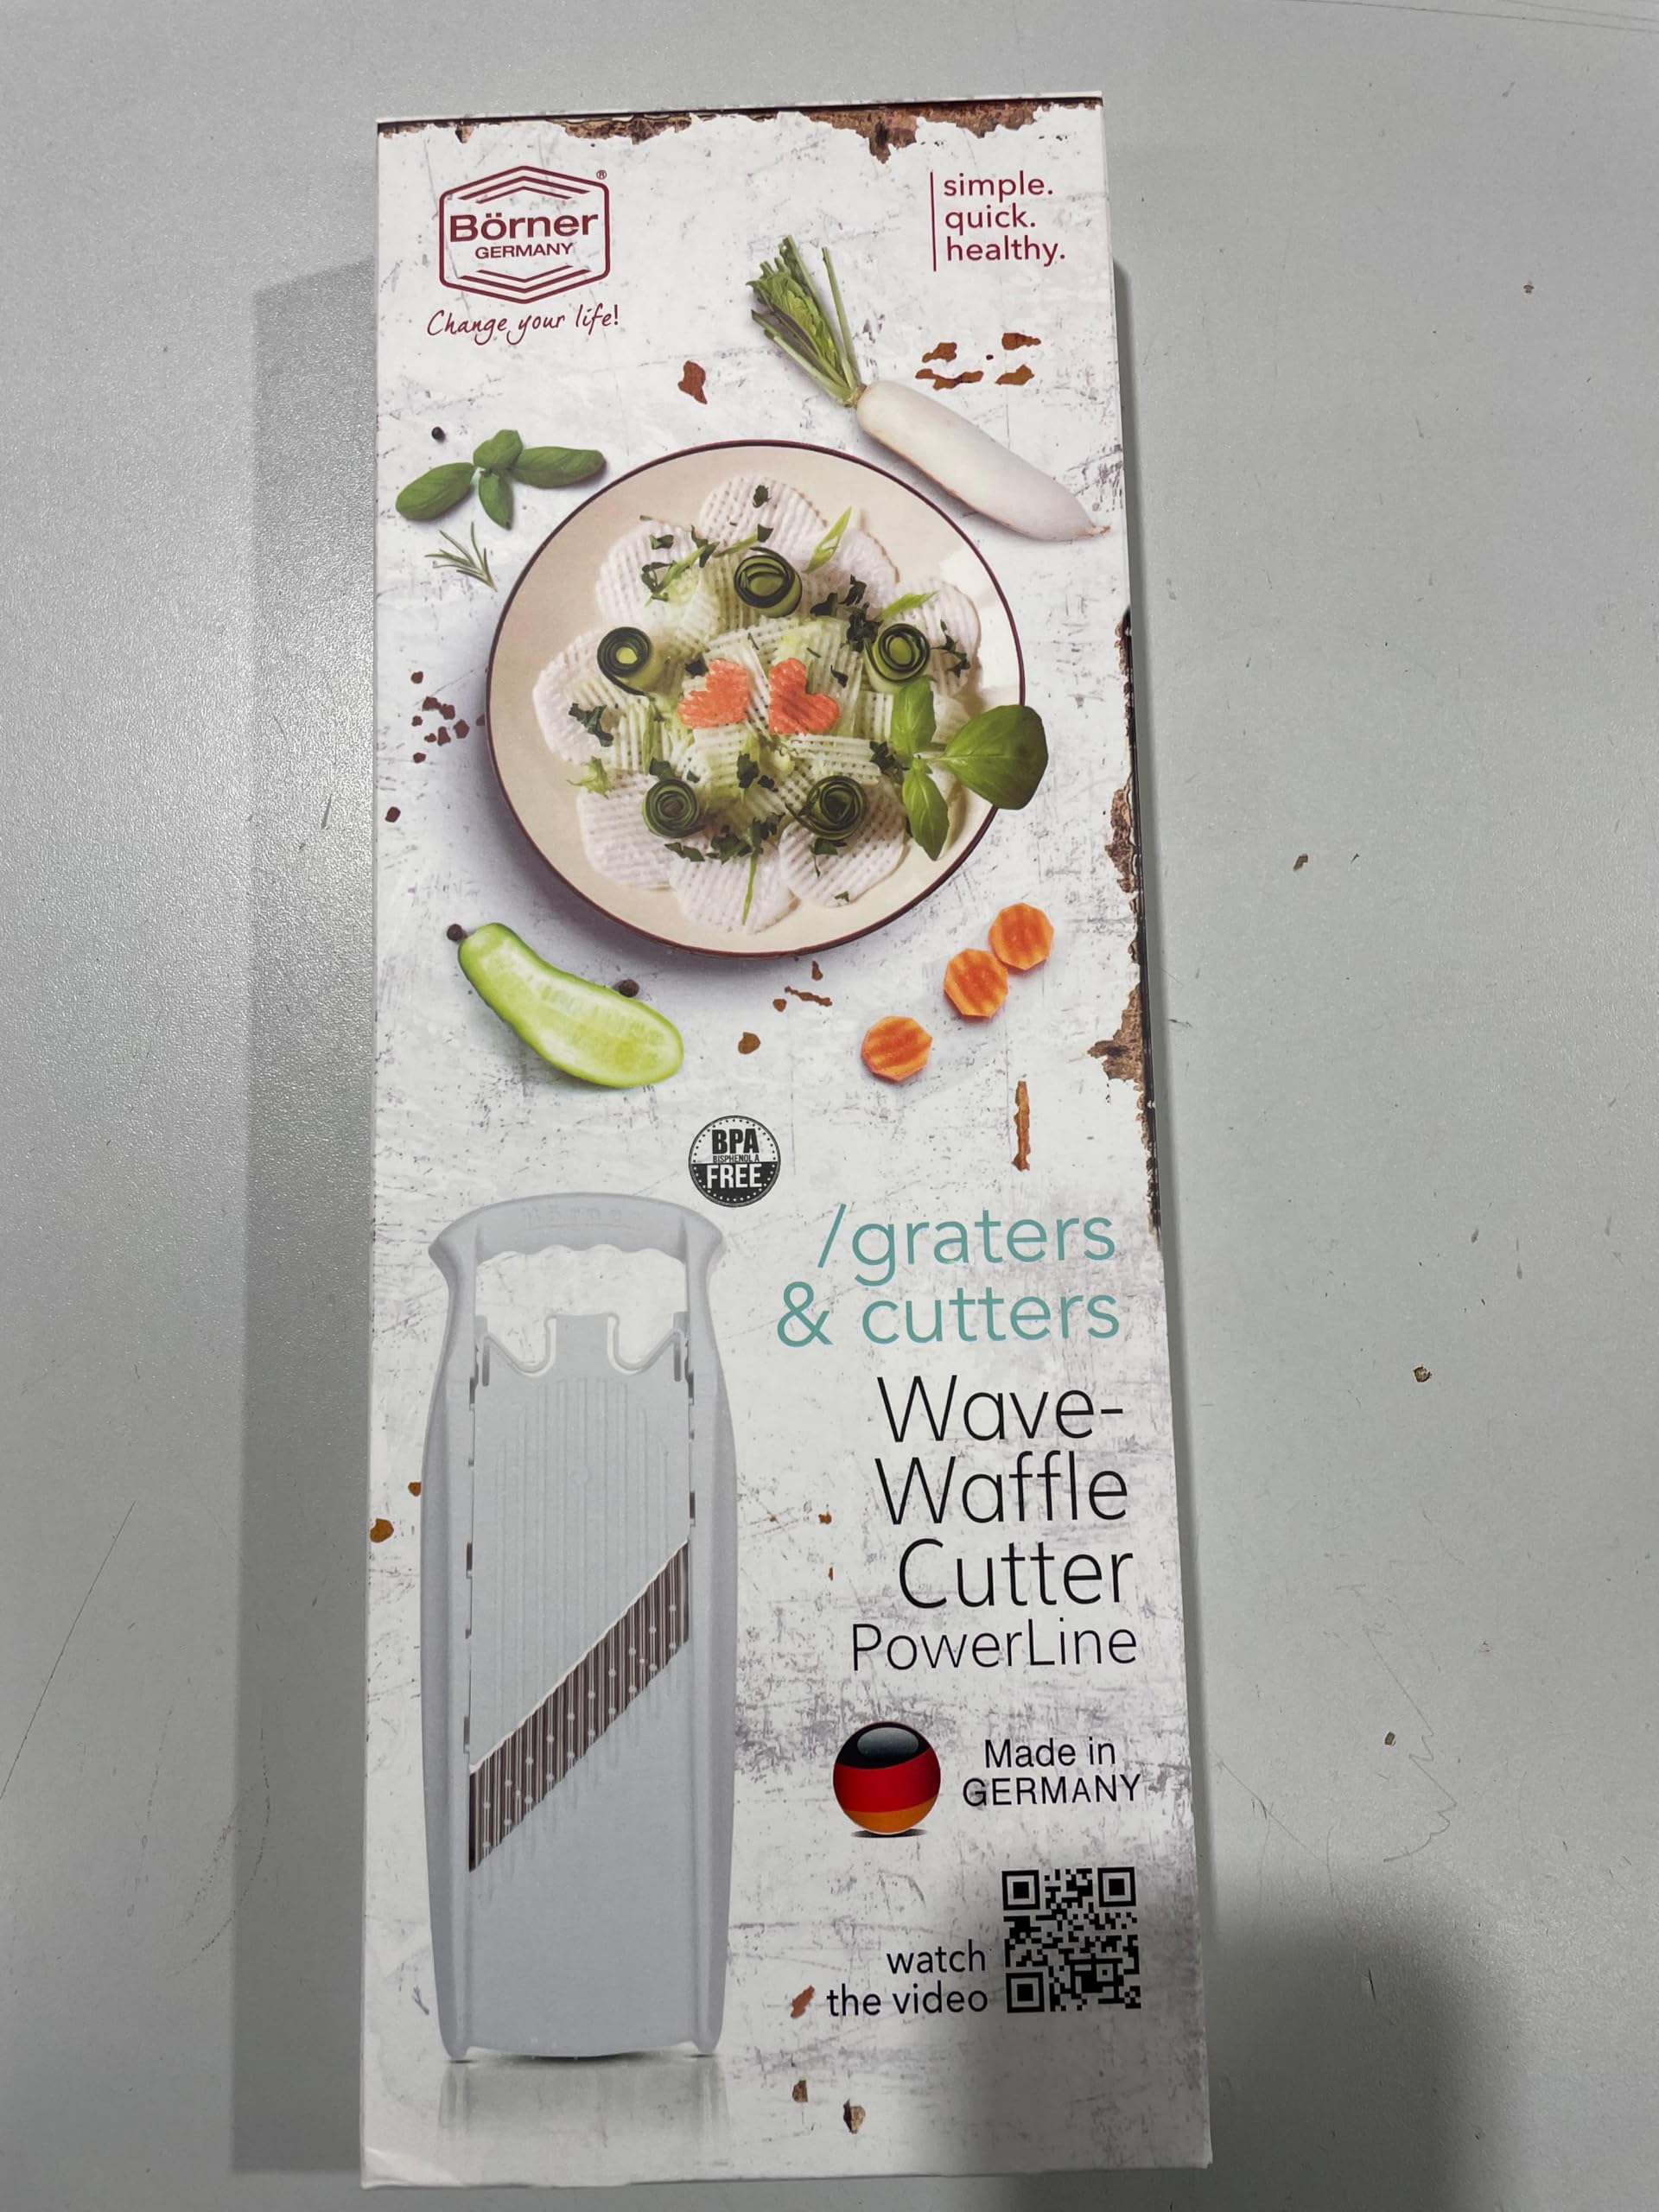 Börner
®
GERMANY
Change your life!
simple.
quick.
healthy.
BPA
BISPHENOL A
FREE
/graters
& cutters
Wave-
Waffle
Cutter
PowerLine
Made in
GERMANY
watch
the video